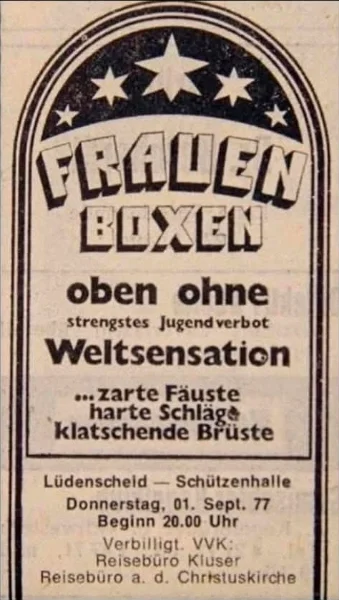 FRAUEN
BOXEN
oben ohne
strengstes Jugendverbot
Weltsensation
...zarte Fäuste
harte Schläge
klatschende Brüste
Lüdenscheid — Schützenhalle
Donnerstag, 01. Sept. 77
Beginn 20.00 Uhr
Verbilligt. VVK:
Reisebüro Kluser
Reisebüro a. d. Christuskirche